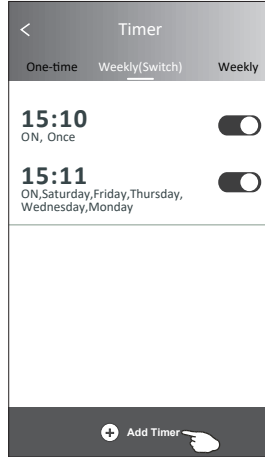 Timer
One-time Weekly(Switch) Weekly
15:10
ON, Once
15:11
ON,Saturday,Friday,Thursday,
Wednesday,Monday
Add Timer